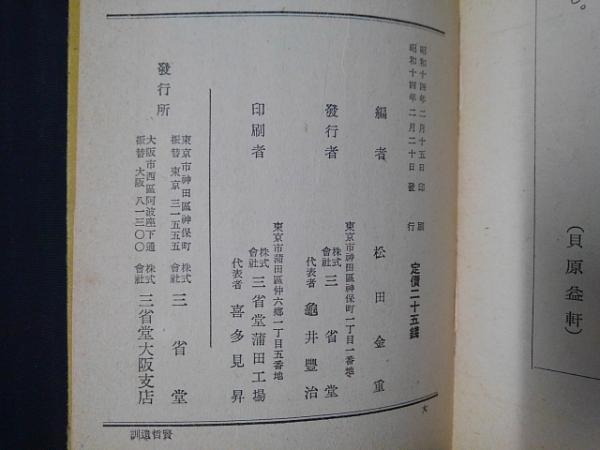 。
（貝原益軒）
昭和十四年二月十五日印刷
昭和十四年二月二十日發行
定價二十五錢
編者 松田金重
東京市神田區神保町一丁目一番地
發行者 株式會社 三省堂
代表者 龜井豐治
東京市蒲田區仲六鄉一丁目五番地
印刷者 株式會社 三省堂蒲田工場
代表者 喜多見昇
發行所
東京市神田區神保町
振替東京三一五五五
株式會社 三省堂
大阪市西區阿波座下通
振替大阪八一三〇〇
株式會社 三省堂大阪支店
訓遺哲賢